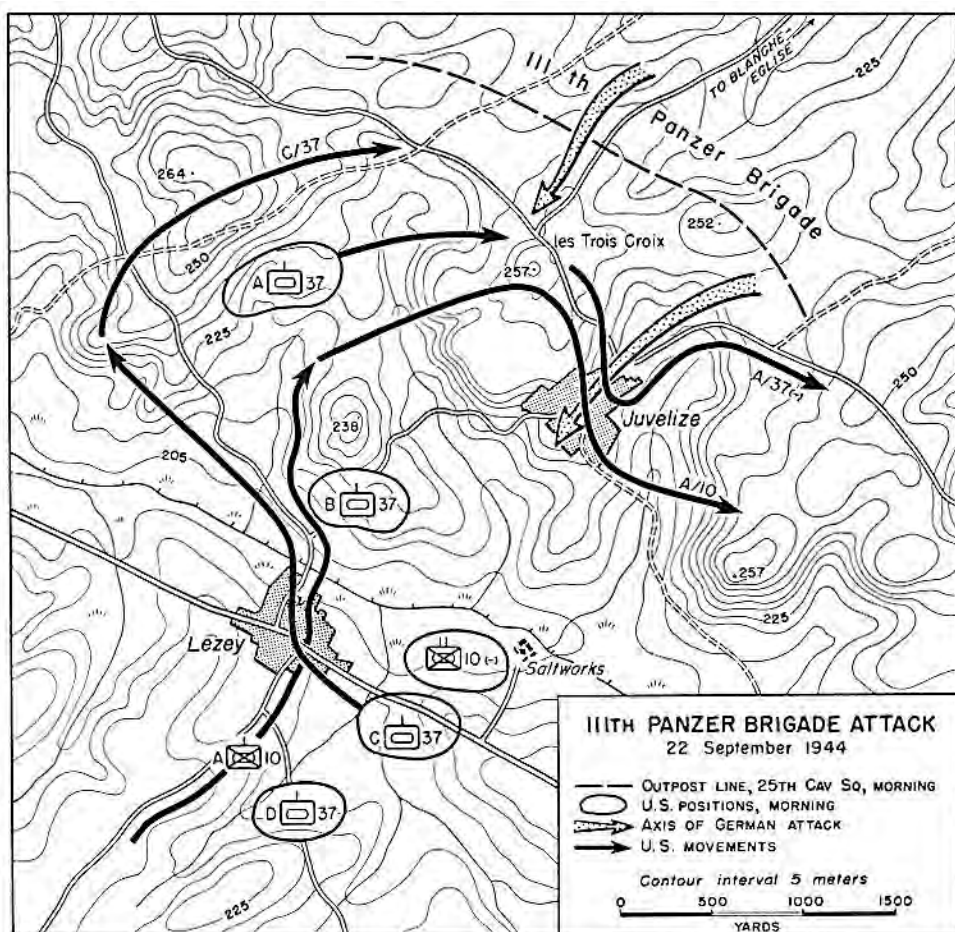 111th
Panzer
Brigade
TO BLANCHE-
EGLISE
225
C/37
264
250
252
les Trois Croix
A 37
257
225
A/37(-)
250
238
Juvelize
205
B 37
A/10
257
225
Lezey
10 (-)
Saltworks
C 37
A 10
D 37
225
111TH PANZER BRIGADE ATTACK
22 September 1944
OUTPOST LINE, 25TH CAV SQ, MORNING
U.S. POSITIONS, MORNING
AXIS OF GERMAN ATTACK
U.S. MOVEMENTS
Contour interval 5 meters
0 500 1000 1500
YARDS